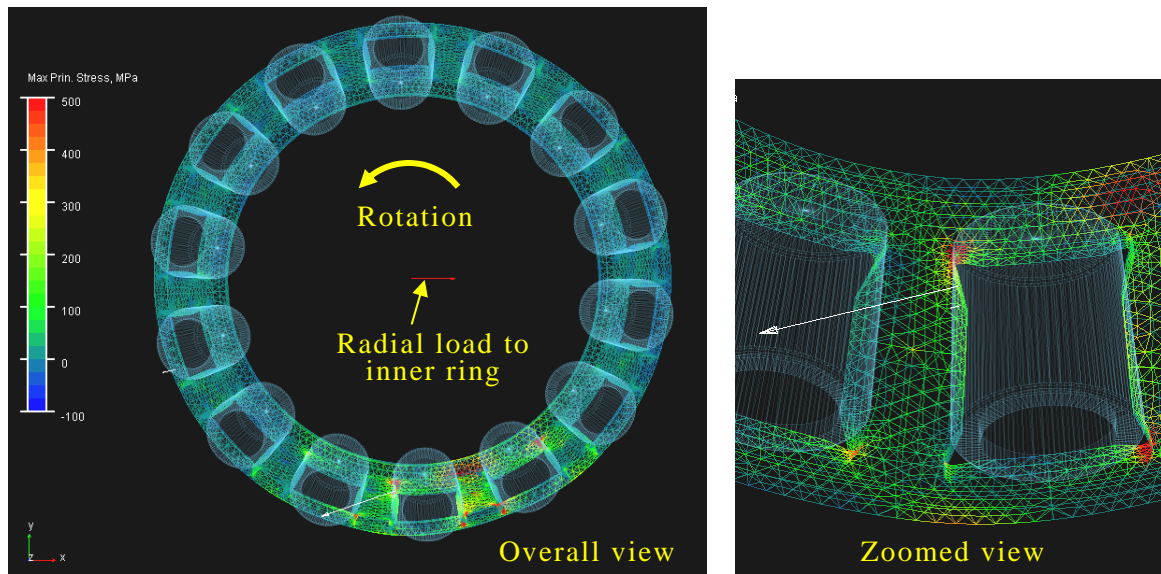 Max Prin. Stress, MPa
500
400
300
200
100
0
-100
Rotation
Radial load to
inner ring
y
z
x
Overall view
a
Zoomed view